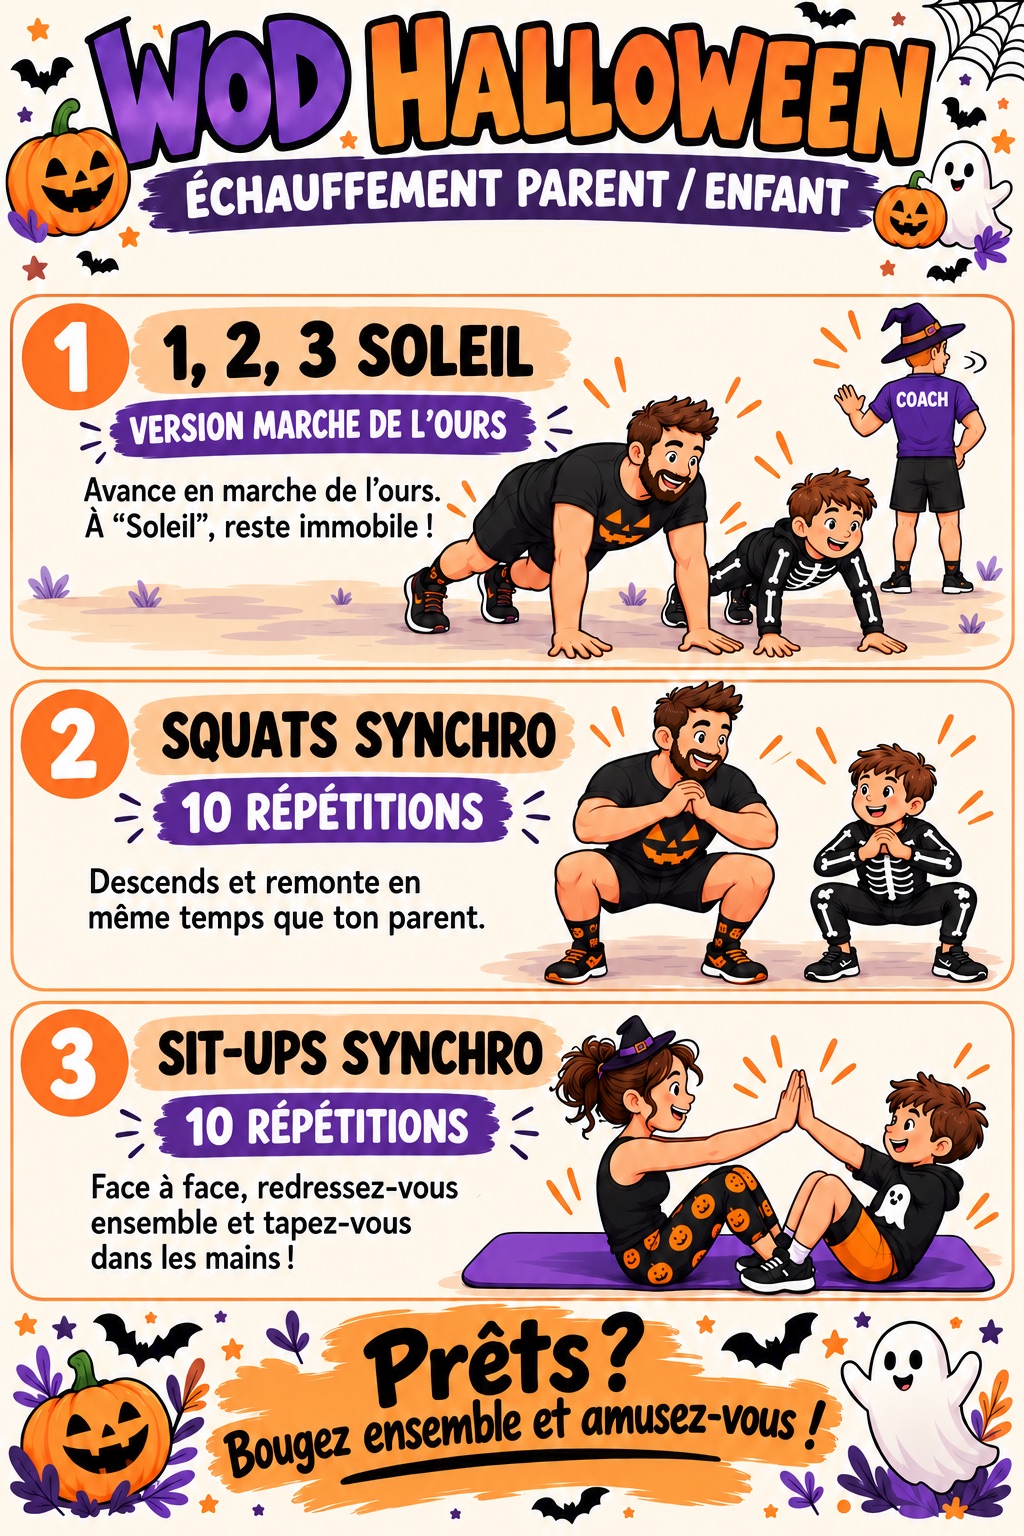 WOD HALLOWEEN
ÉCHAUFFEMENT PARENT / ENFANT
1
1, 2, 3 SOLEIL
VERSION MARCHE DE L'OURS
Avance en marche de l'ours.
À “Soleil”, reste immobile !
COACH
2
SQUATS SYNCHRO
10 RÉPÉTITIONS
Descends et remonte en
même temps que ton parent.
3
SIT-UPS SYNCHRO
10 RÉPÉTITIONS
Face à face, redressez-vous
ensemble et tapez-vous
dans les mains !
Prêts ?
Bougez ensemble et amusez-vous !